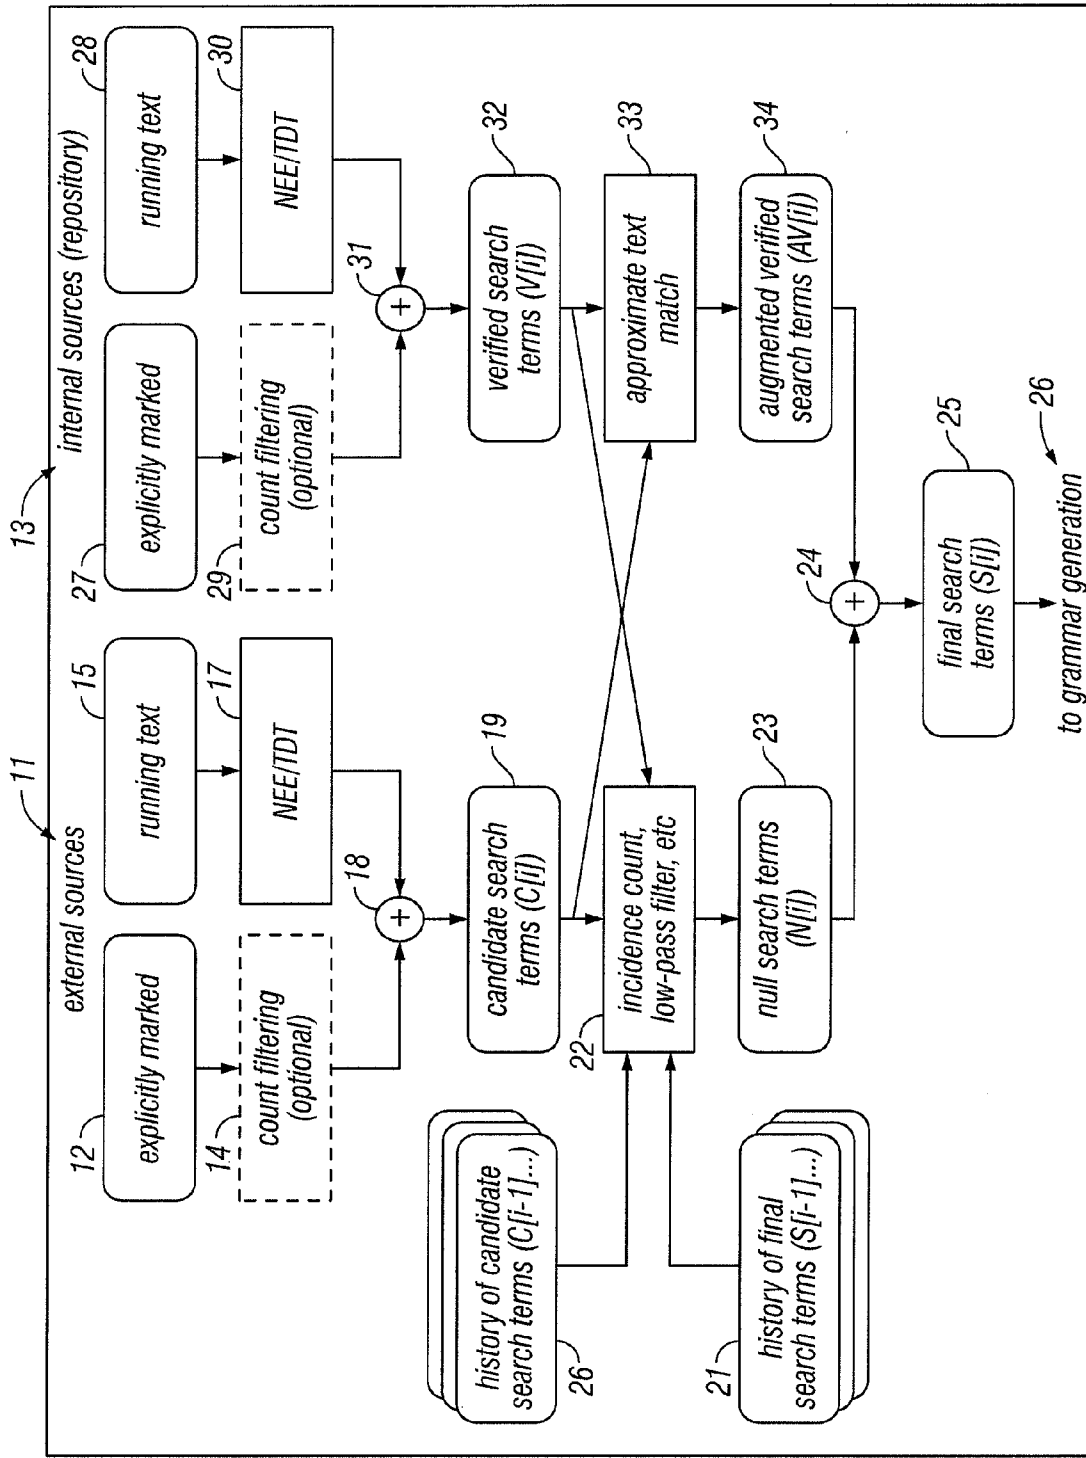 11
external sources
13
internal sources (repository)
12
explicitly marked
15
running text
27
explicitly marked
28
running text
14
count filtering
(optional)
17
NEE/TDT
29
count filtering
(optional)
30
NEE/TDT
18
+
31
+
19
candidate search
terms (C[i])
32
verified search
terms (V[i])
history of candidate
search terms (C[i-1]...)
26
22
incidence count,
low-pass filter, etc
33
approximate text
match
21
history of final
search terms (S[i-1]...)
23
null search terms
(N[i])
34
augmented verified
search terms (AV[i])
24
+
25
final search
terms (S[i])
26
to grammar generation